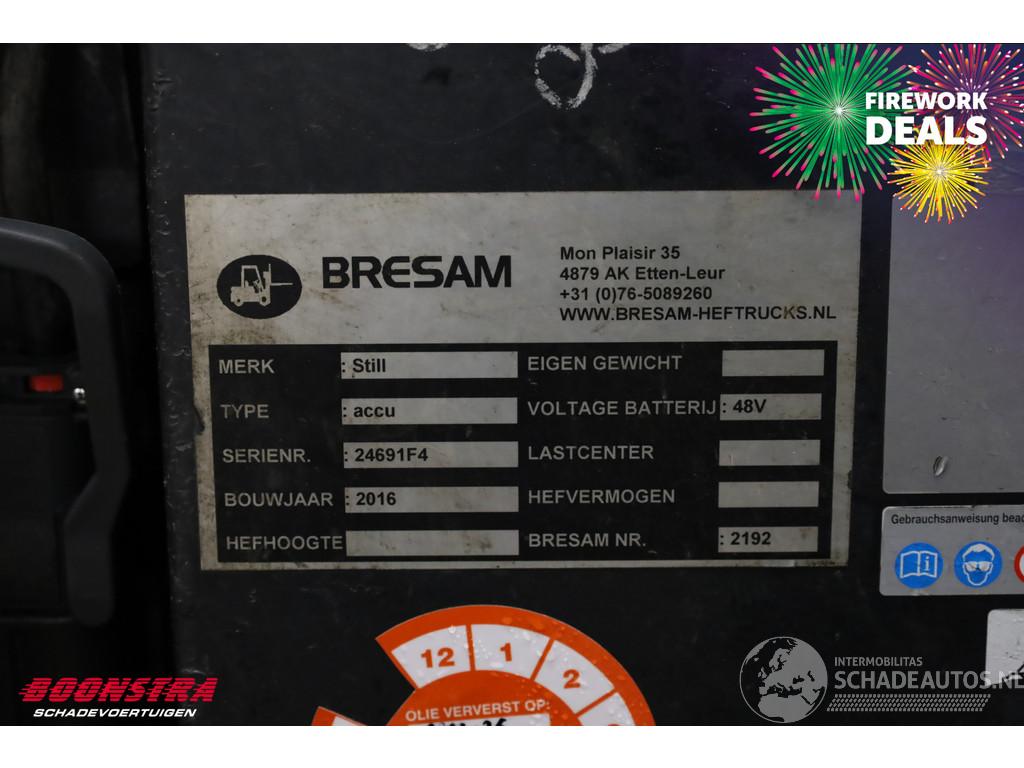 FIREWORK
DEALS
BRESAM
Mon Plaisir 35
4879 AK Etten-Leur
+31 (0)76-5089260
WWW.BRESAM-HEFTRUCKS.NL
MERK : Still
EIGEN GEWICHT
TYPE : accu
VOLTAGE BATTERIJ : 48V
SERIENR. : 24691F4
LASTCENTER
BOUWJAAR : 2016
HEFVERMOGEN
HEFHOOGTE
BRESAM NR. : 2192
Gebrauchsanweisung
12 1 2
OLIE VERVERST OP:
BOONSTRA
SCHADEVOERTUIGEN
INTERMOBILITAS
SCHADEAUTOS.NL